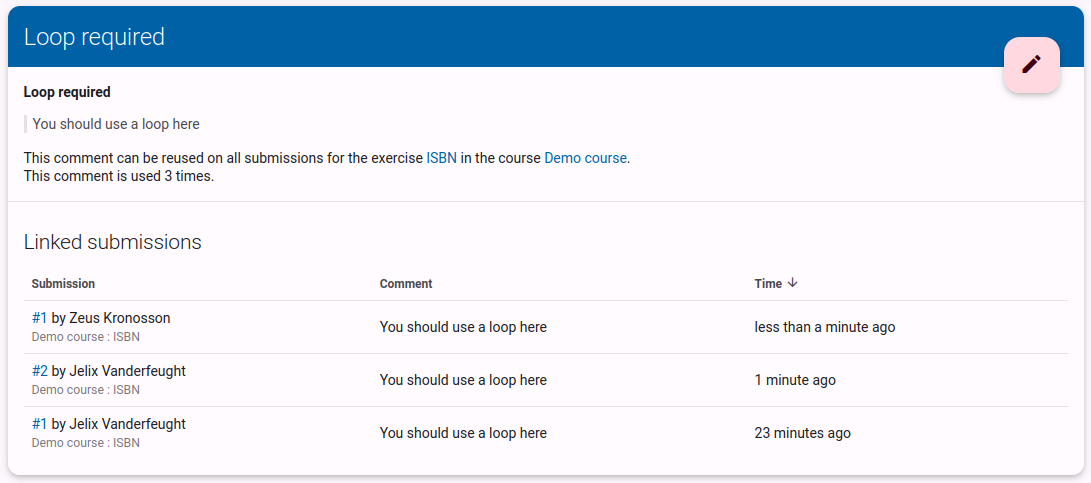 Loop required
Loop required
You should use a loop here
This comment can be reused on all submissions for the exercise ISBN in the course Demo course.
This comment is used 3 times.
Linked submissions
Submission Comment Time
#1 by Zeus Kronosson
Demo course : ISBN
You should use a loop here
less than a minute ago
#2 by Jelix Vanderfeught
Demo course : ISBN
You should use a loop here
1 minute ago
#1 by Jelix Vanderfeught
Demo course : ISBN
You should use a loop here
23 minutes ago